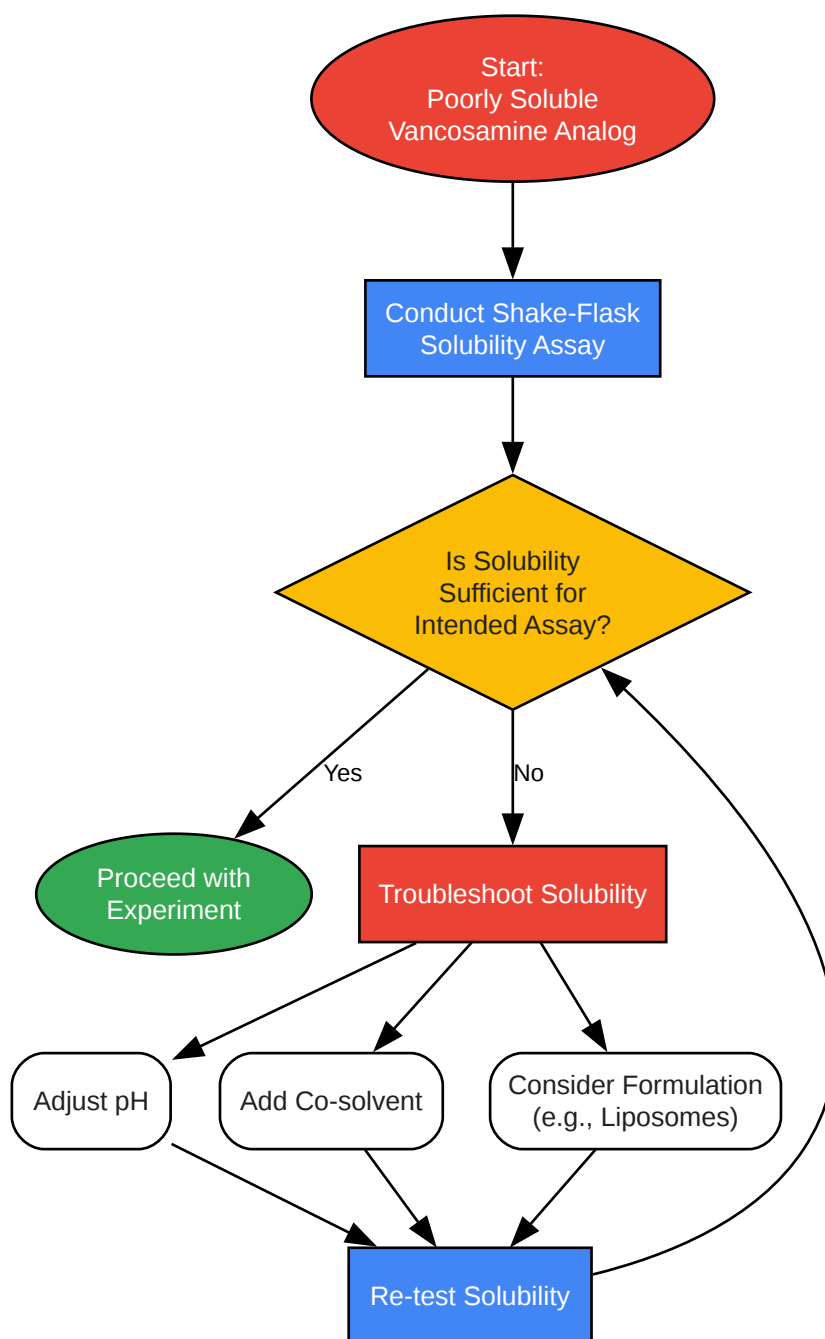 Start:
Poorly Soluble
Vancosamine Analog
Conduct Shake-Flask
Solubility Assay
Is Solubility
Sufficient for
Intended Assay?
Yes
No
Proceed with
Experiment
Troubleshoot Solubility
Adjust pH
Add Co-solvent
Consider Formulation
(e.g., Liposomes)
Re-test Solubility